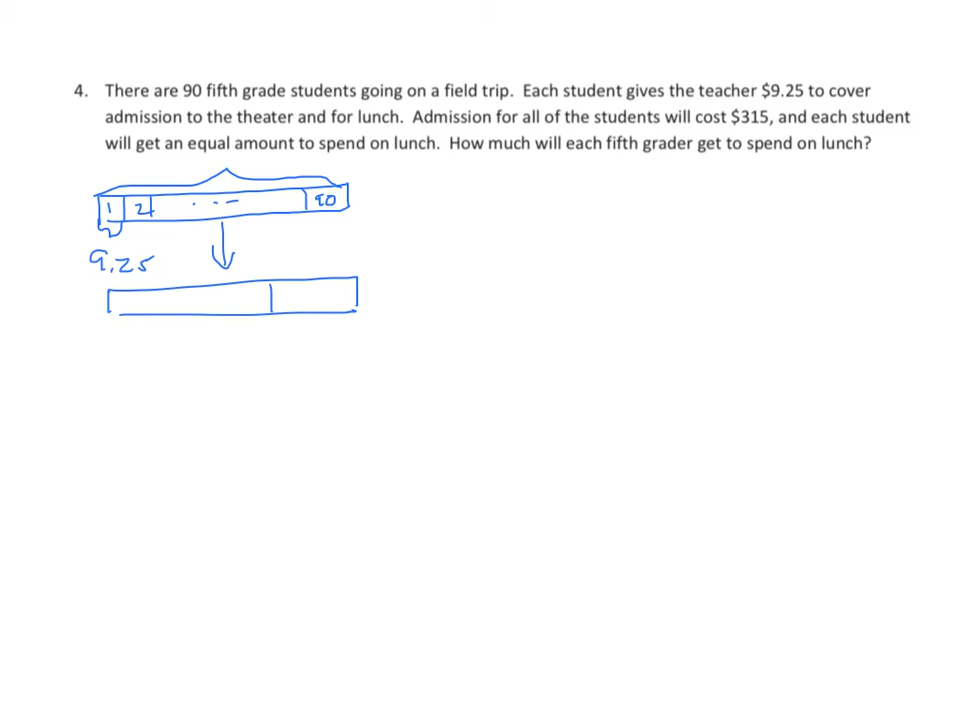 4. There are 90 fifth grade students going on a field trip. Each student gives the teacher $9.25 to cover
admission to the theater and for lunch. Admission for all of the students will cost $315, and each student
will get an equal amount to spend on lunch. How much will each fifth grader get to spend on lunch?
1 2 ... 90
9.25